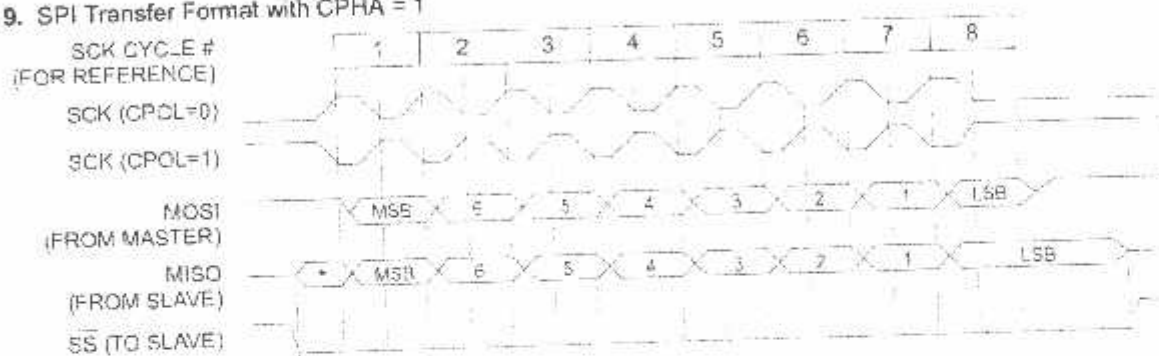 9. SPI Transfer Format with CPHA = 1
SCK CYCLE #
(FOR REFERENCE)
1 2 3 4 5 6 7 8
SCK (CPOL=0)
SCK (CPOL=1)
MOSI
(FROM MASTER)
MSB 6 5 4 3 2 1 LSB
MISO
(FROM SLAVE)
* MSB 6 5 4 3 2 1 LSB
SS (TO SLAVE)